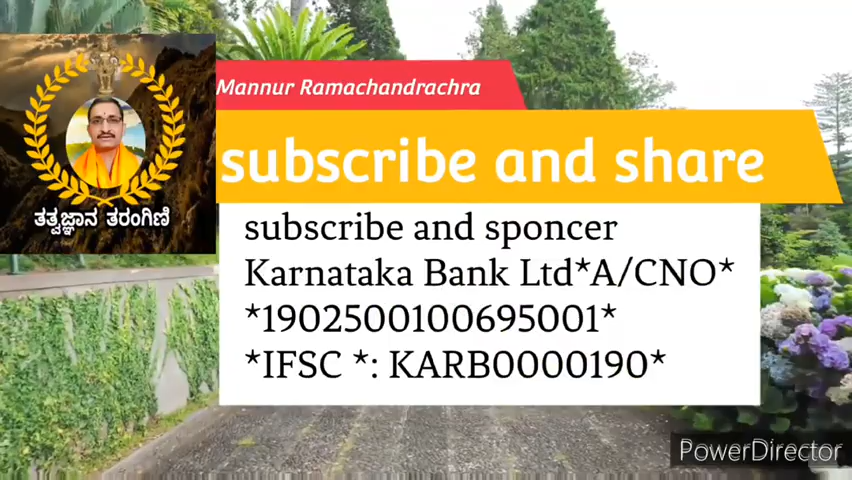 Mannur Ramachandrachra
subscribe and share
ತತ್ವಜ್ಞಾನ ತರಂಗಿಣಿ
subscribe and sponcer
Karnataka Bank Ltd*A/CNO*
*1902500100695001*
*IFSC *: KARB0000190*
PowerDirector